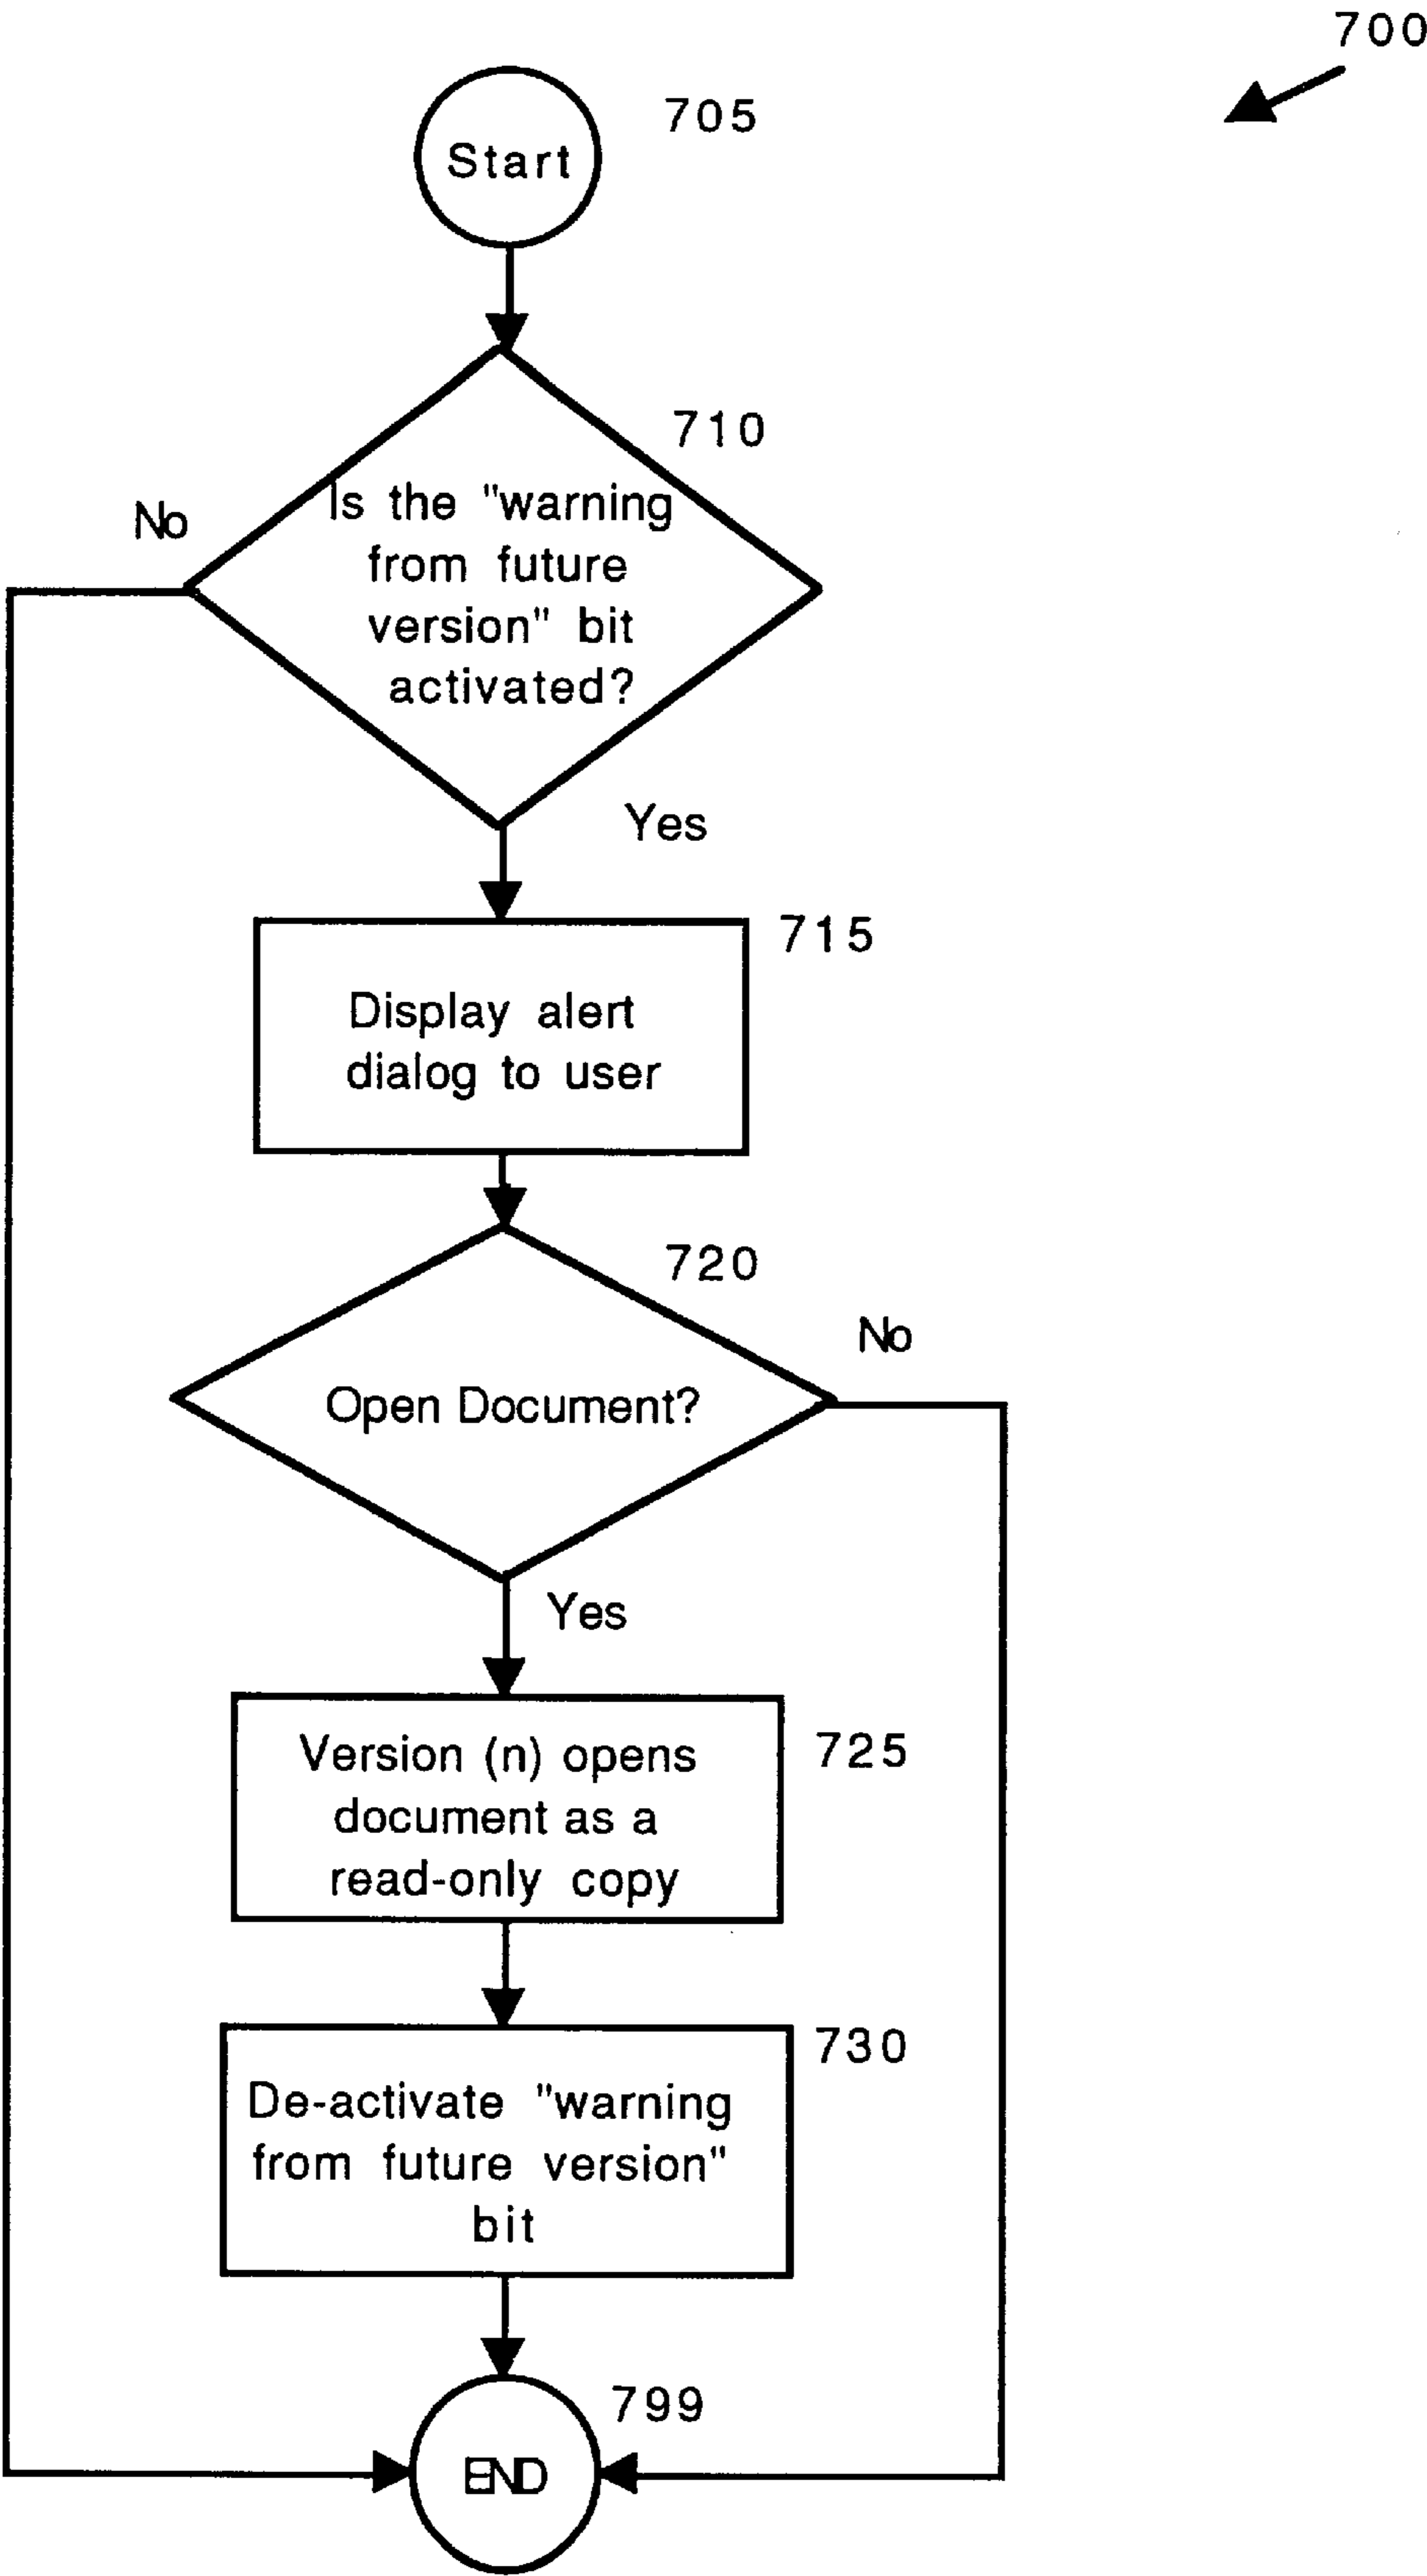 700
705
Start
710
Is the "warning
from future
version" bit
activated?
No
Yes
715
Display alert
dialog to user
720
No
Open Document?
Yes
725
Version (n) opens
document as a
read-only copy
730
De-activate "warning
from future version"
bit
799
END